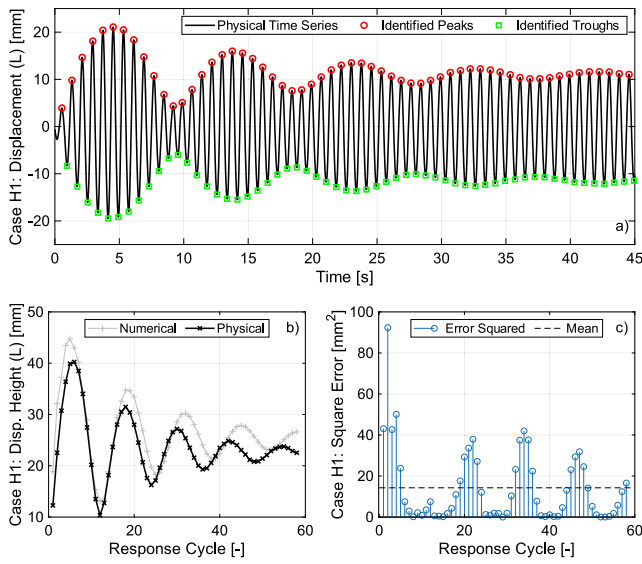 Case H1: Displacement (L) [mm]
20
10
0
-10
-20
Physical Time Series Identified Peaks Identified Troughs
a)
0 5 10 15 20 25 30 35 40 45
Time [s]
Case H1: Disp. Height (L) [mm]
50
40
30
20
10
Numerical Physical b)
0 20 40 60
Response Cycle [-]
Case H1: Square Error [mm²]
100
80
60
40
20
0
c) Error Squared Mean
0 20 40 60
Response Cycle [-]